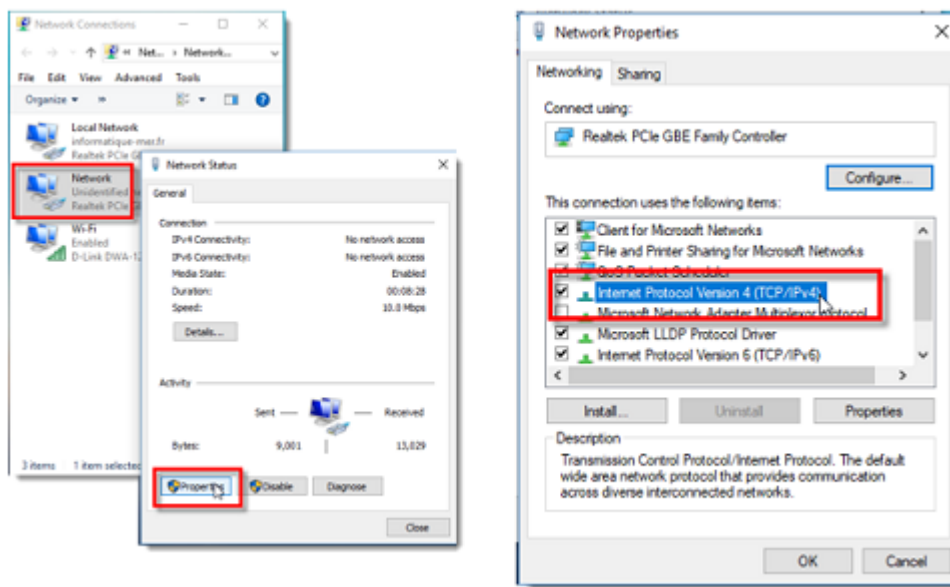 Network Connections
Net... › Network...
File Edit View Advanced Tools
Organize »
Local Network
informatique-mer.fr
Realtek PCIe GB
Network
Unidentified
Realtek PCIe
Wi-Fi
Enabled
D-Link DWA-12
3 items 1 item selected
Network Status
General
Connection
IPv4 Connectivity: No network access
IPv6 Connectivity: No network access
Media State: Enabled
Duration: 00:08:28
Speed: 10.0 Mbps
Details...
Activity
Sent — — Received
Bytes: 9,001 | 13,029
Properties Disable Diagnose
Close
Network Properties
Networking Sharing
Connect using:
Realtek PCIe GBE Family Controller
Configure...
This connection uses the following items:
Client for Microsoft Networks
File and Printer Sharing for Microsoft Networks
QoS Packet Scheduler
Internet Protocol Version 4 (TCP/IPv4)
Microsoft Network Adapter Multiplexor Protocol
Microsoft LLDP Protocol Driver
Internet Protocol Version 6 (TCP/IPv6)
Install... Uninstall Properties
Description
Transmission Control Protocol/Internet Protocol. The default
wide area network protocol that provides communication
across diverse interconnected networks.
OK Cancel